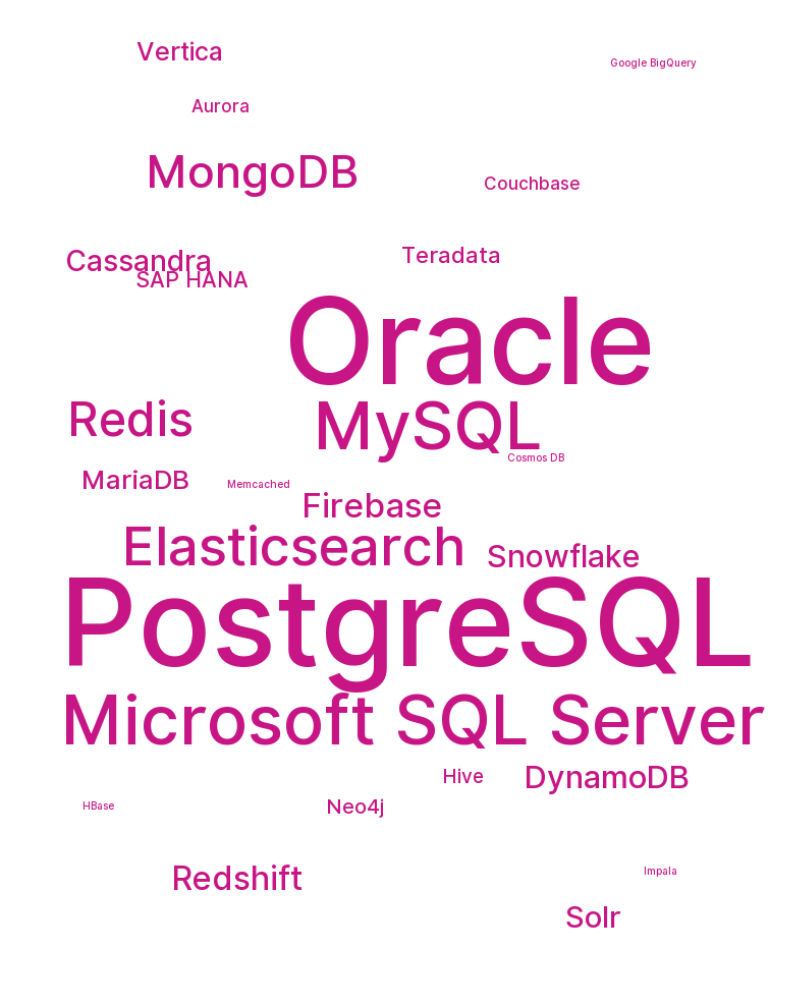 Vertica
Google BigQuery
Aurora
MongoDB
Couchbase
Teradata
Cassandra
SAP HANA
Oracle
Redis
MySQL
Cosmos DB
MariaDB
Memcached
Firebase
Elasticsearch
Snowflake
PostgreSQL
Microsoft SQL Server
Hive
DynamoDB
HBase
Neo4j
Impala
Redshift
Solr